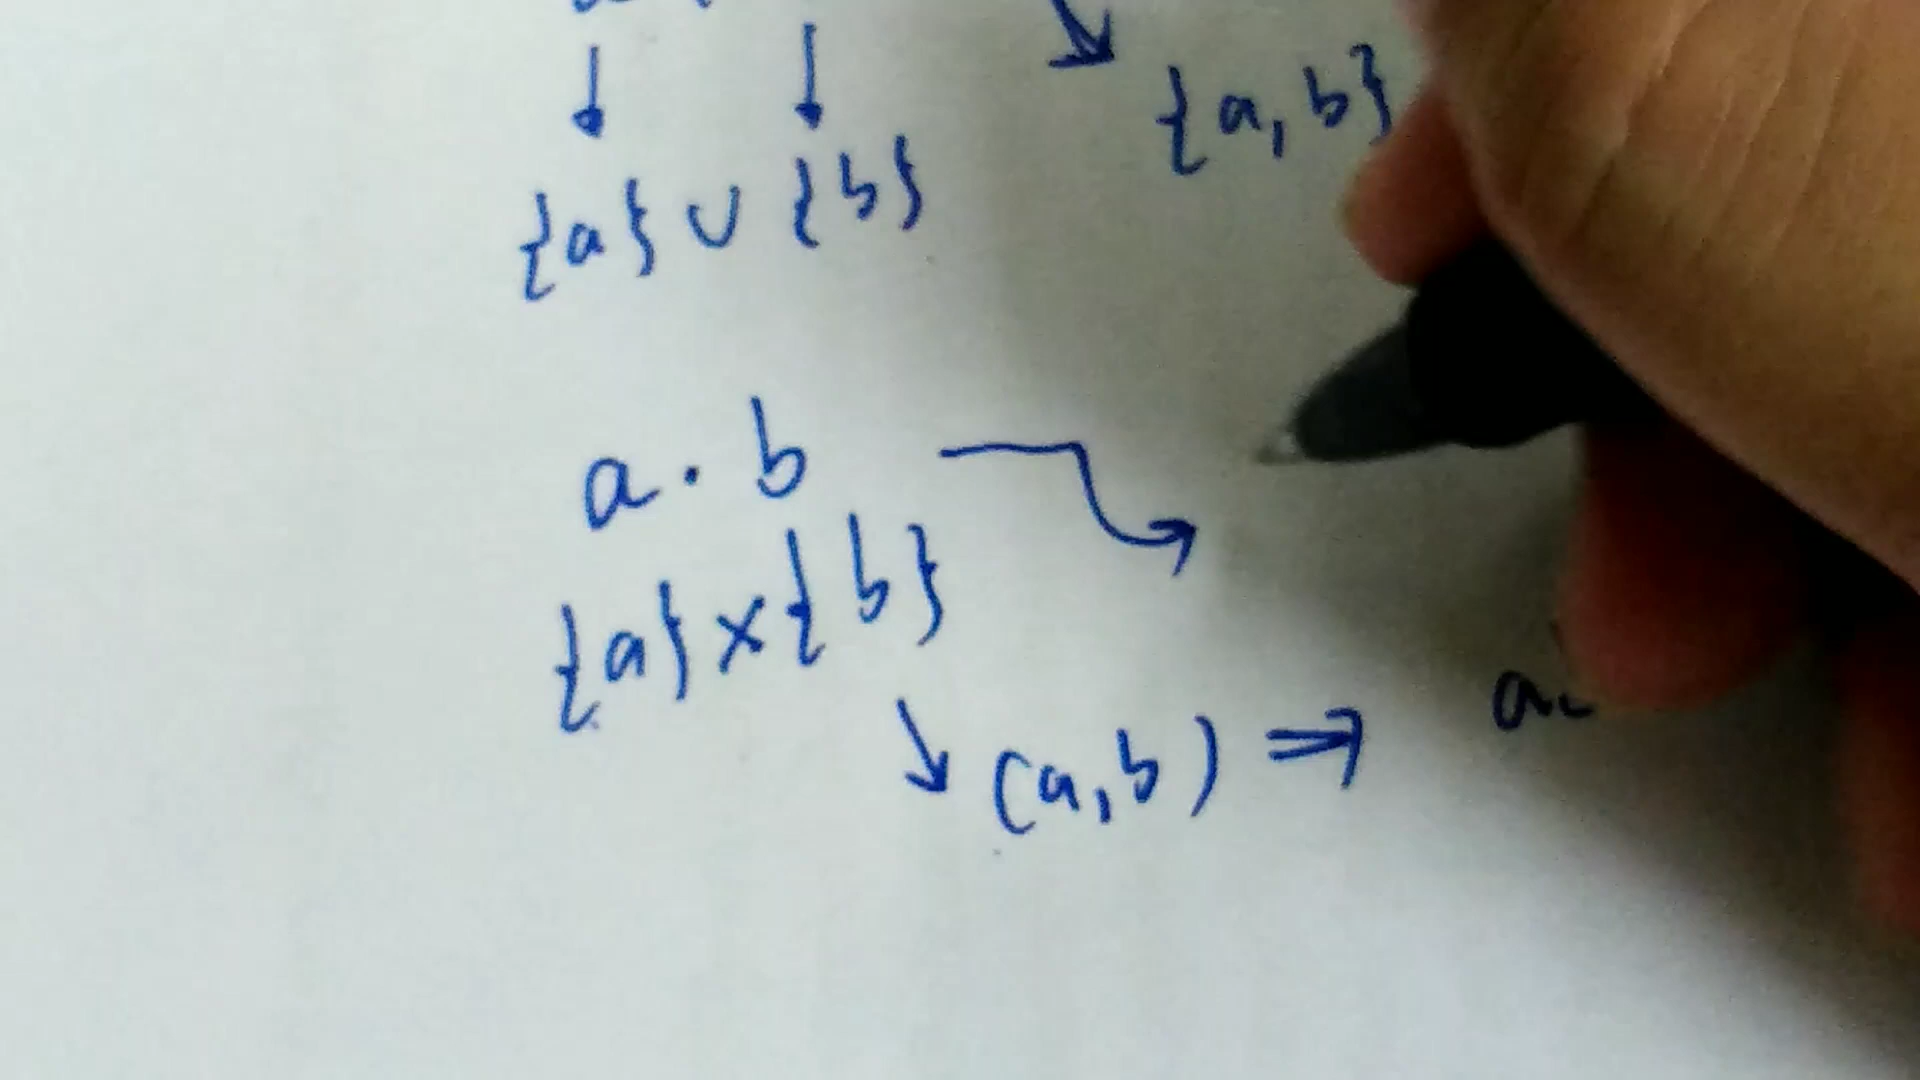 {a, b}
{a} ∪ {b}
a · b
{a} × {b}
(a, b) ⇒